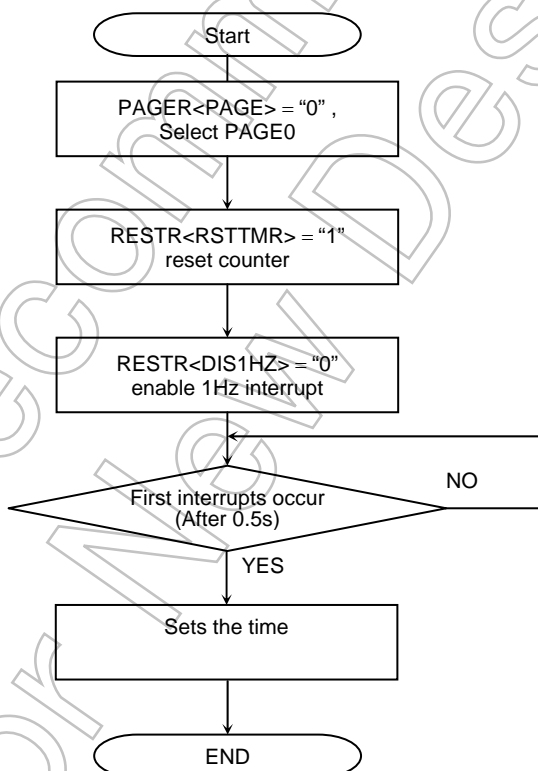 Start
PAGER<PAGE> = “0” ,
Select PAGE0
RESTR<RSTTMR> = “1”
reset counter
RESTR<DIS1HZ> = “0”
enable 1Hz interrupt
First interrupts occur
(After 0.5s)
NO
YES
Sets the time
END